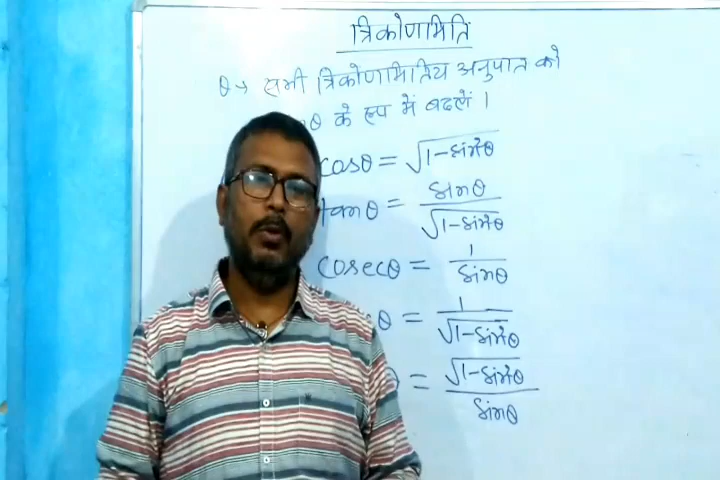 त्रिकोणमिति
θ→ सभी त्रिकोणमितिय अनुपात को
θ के रूप में बदलें ।
cosθ = √1-sin²θ
tanθ = sinθ / √1-sin²θ
cosecθ = 1 / sinθ
θ = 1 / √1-sin²θ
θ = √1-sin²θ / sinθ